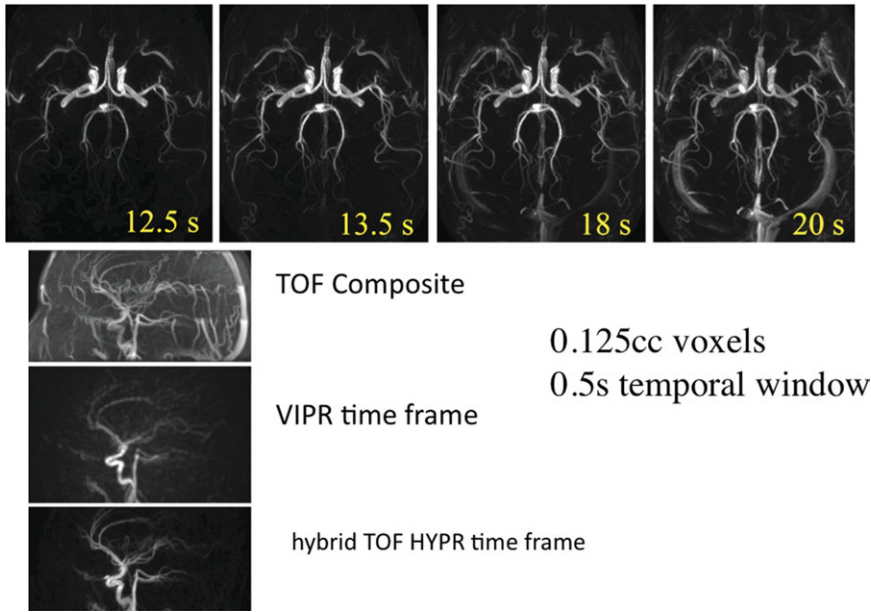 12.5 s
13.5 s
18 s
20 s
TOF Composite
0.125cc voxels
0.5s temporal window
VIPR time frame
hybrid TOF HYPR time frame